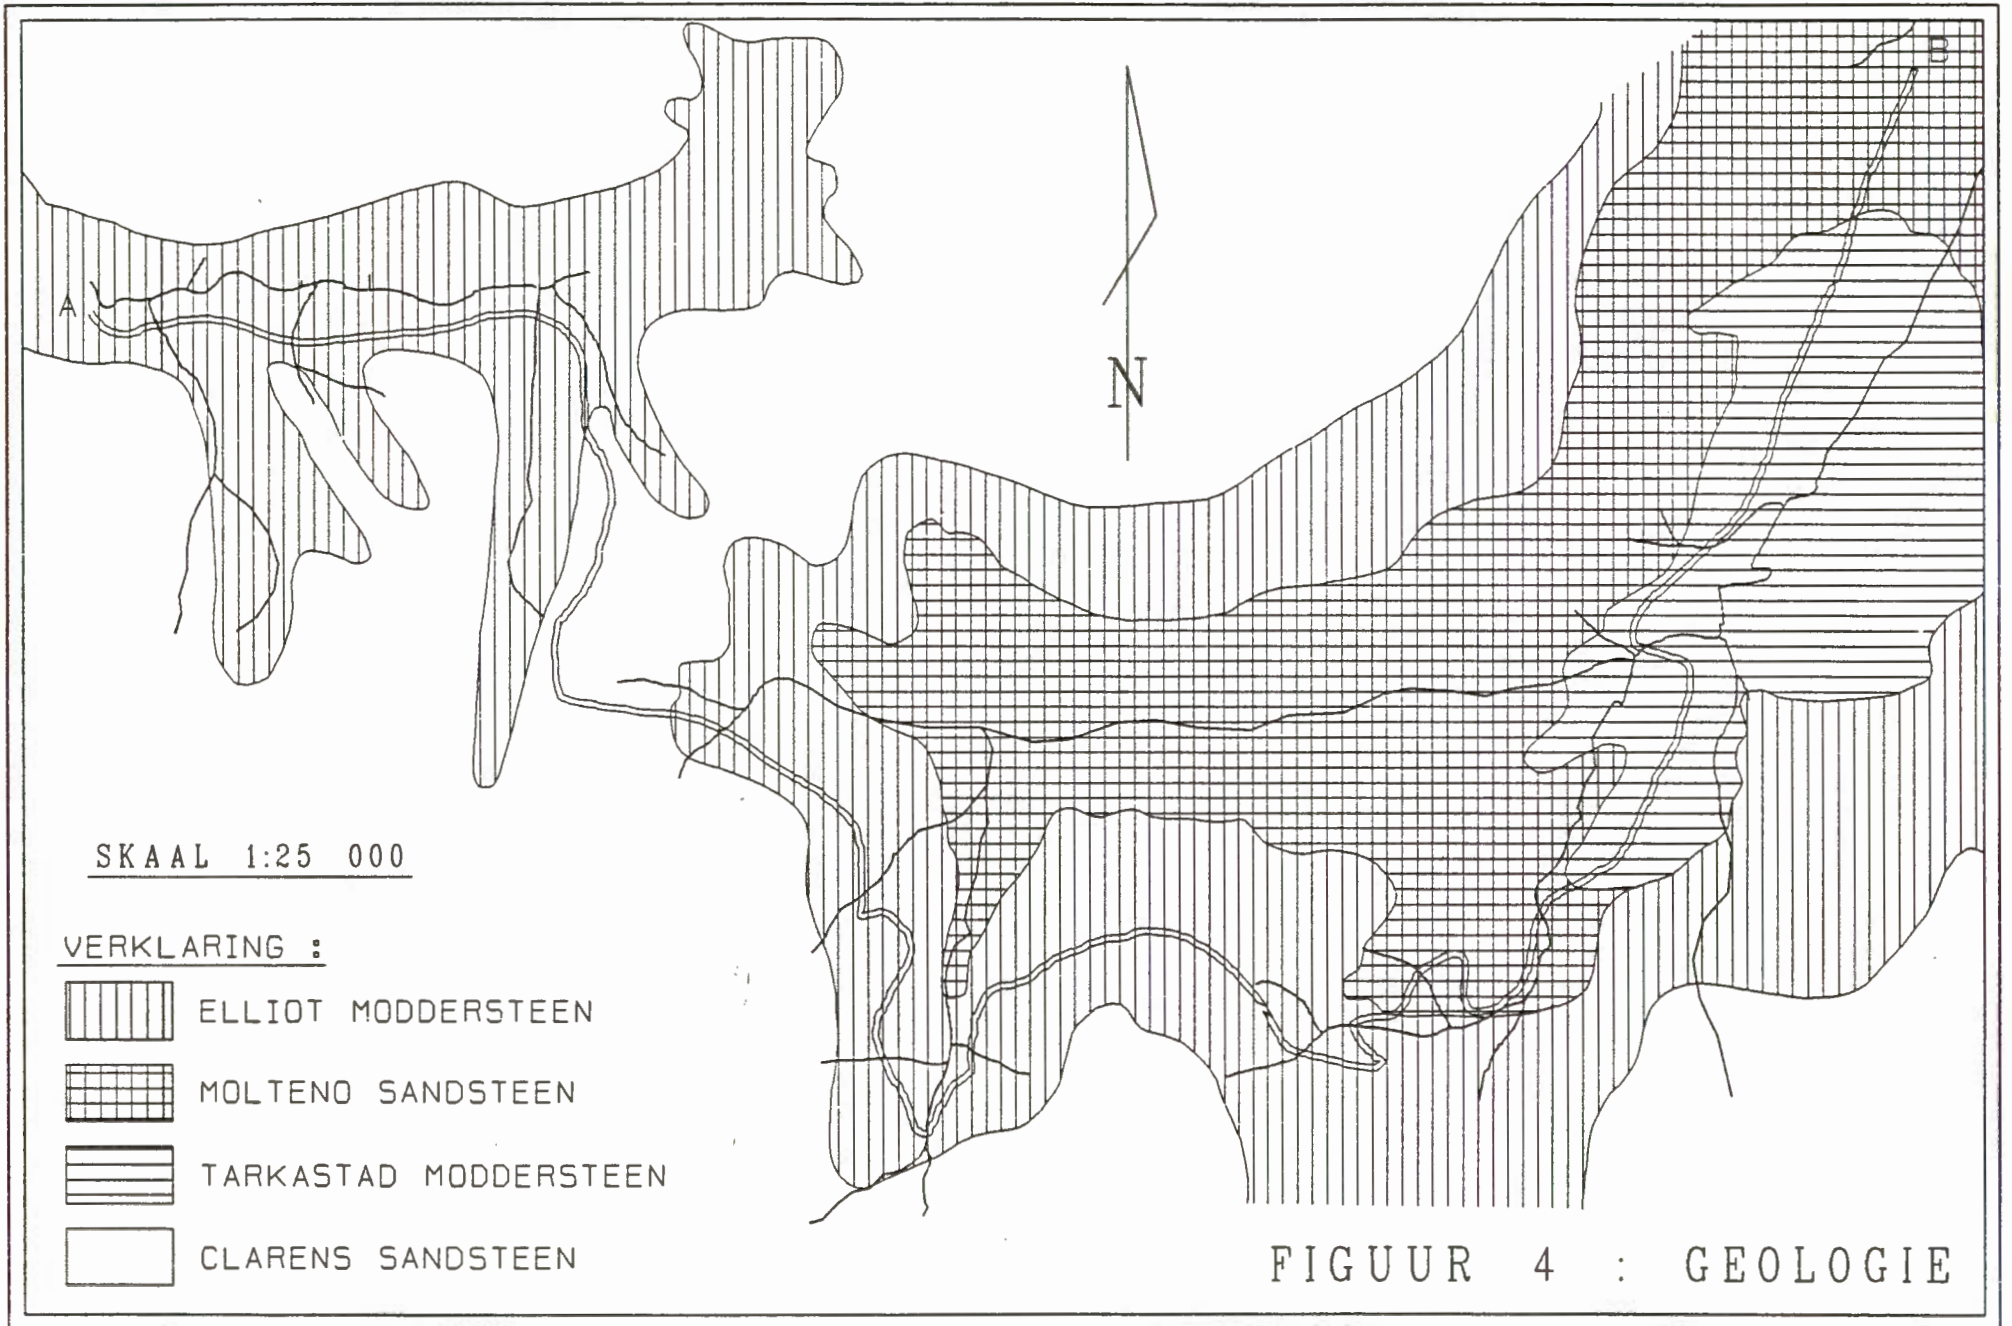 B
A
N
SKAAL 1:25 000
VERKLARING :
ELLIOT MODDERSTEEN
MOLTENO SANDSTEEN
TARKASTAD MODDERSTEEN
CLARENS SANDSTEEN
FIGUUR 4 : GEOLOGIE